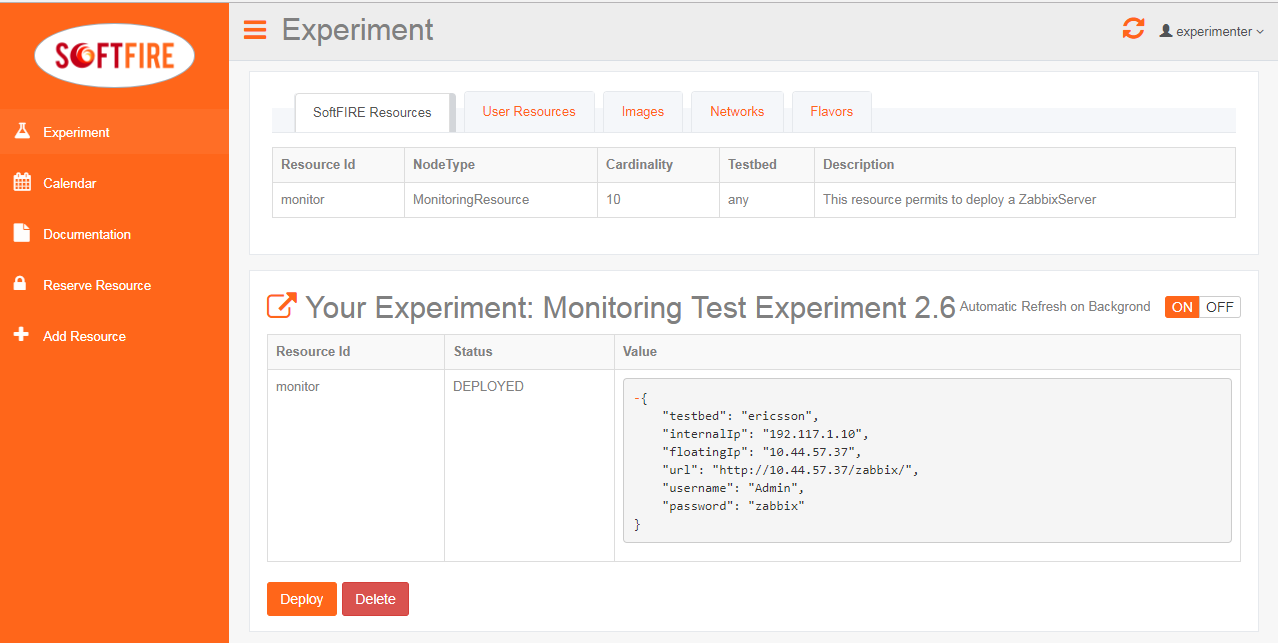 SOFTFIRE
Experiment
experimenter
Experiment
Calendar
Documentation
Reserve Resource
Add Resource
SoftFIRE Resources User Resources Images Networks Flavors
Resource Id NodeType Cardinality Testbed Description
monitor MonitoringResource 10 any This resource permits to deploy a ZabbixServer
Your Experiment: Monitoring Test Experiment 2.6 Automatic Refresh on Backgrond ON OFF
Resource Id Status Value
monitor DEPLOYED
-{
"testbed": "ericsson",
"internalIp": "192.117.1.10",
"floatingIp": "10.44.57.37",
"url": "http://10.44.57.37/zabbix/",
"username": "Admin",
"password": "zabbix"
}
Deploy Delete